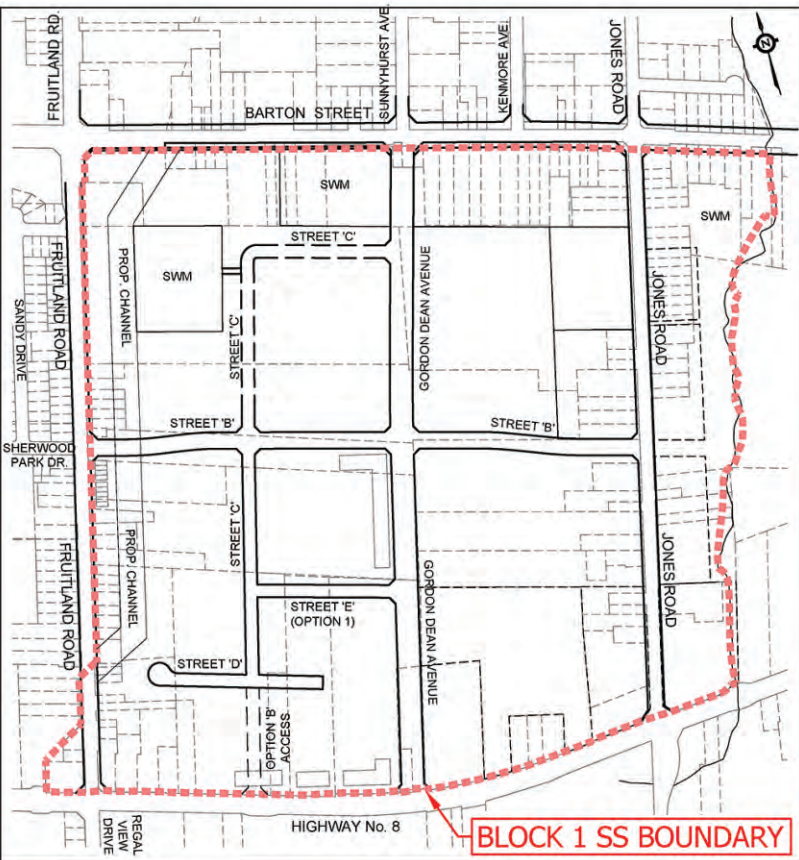 FRUITLAND RD.
SUNNYHURST AVE.
KENMORE AVE.
JONES ROAD
N
BARTON STREET
SWM
SWM
STREET 'C'
SWM
FRUITLAND ROAD
PROP. CHANNEL
SANDY DRIVE
STREET 'C'
GORDON DEAN AVENUE
JONES ROAD
STREET 'B'
STREET 'B'
SHERWOOD
PARK DR.
FRUITLAND ROAD
PROP. CHANNEL
STREET 'C'
GORDON DEAN AVENUE
JONES ROAD
STREET 'E'
(OPTION 1)
STREET 'D'
OPTION 'B'
ACCESS
REGAL
VIEW
DRIVE
HIGHWAY No. 8
BLOCK 1 SS BOUNDARY